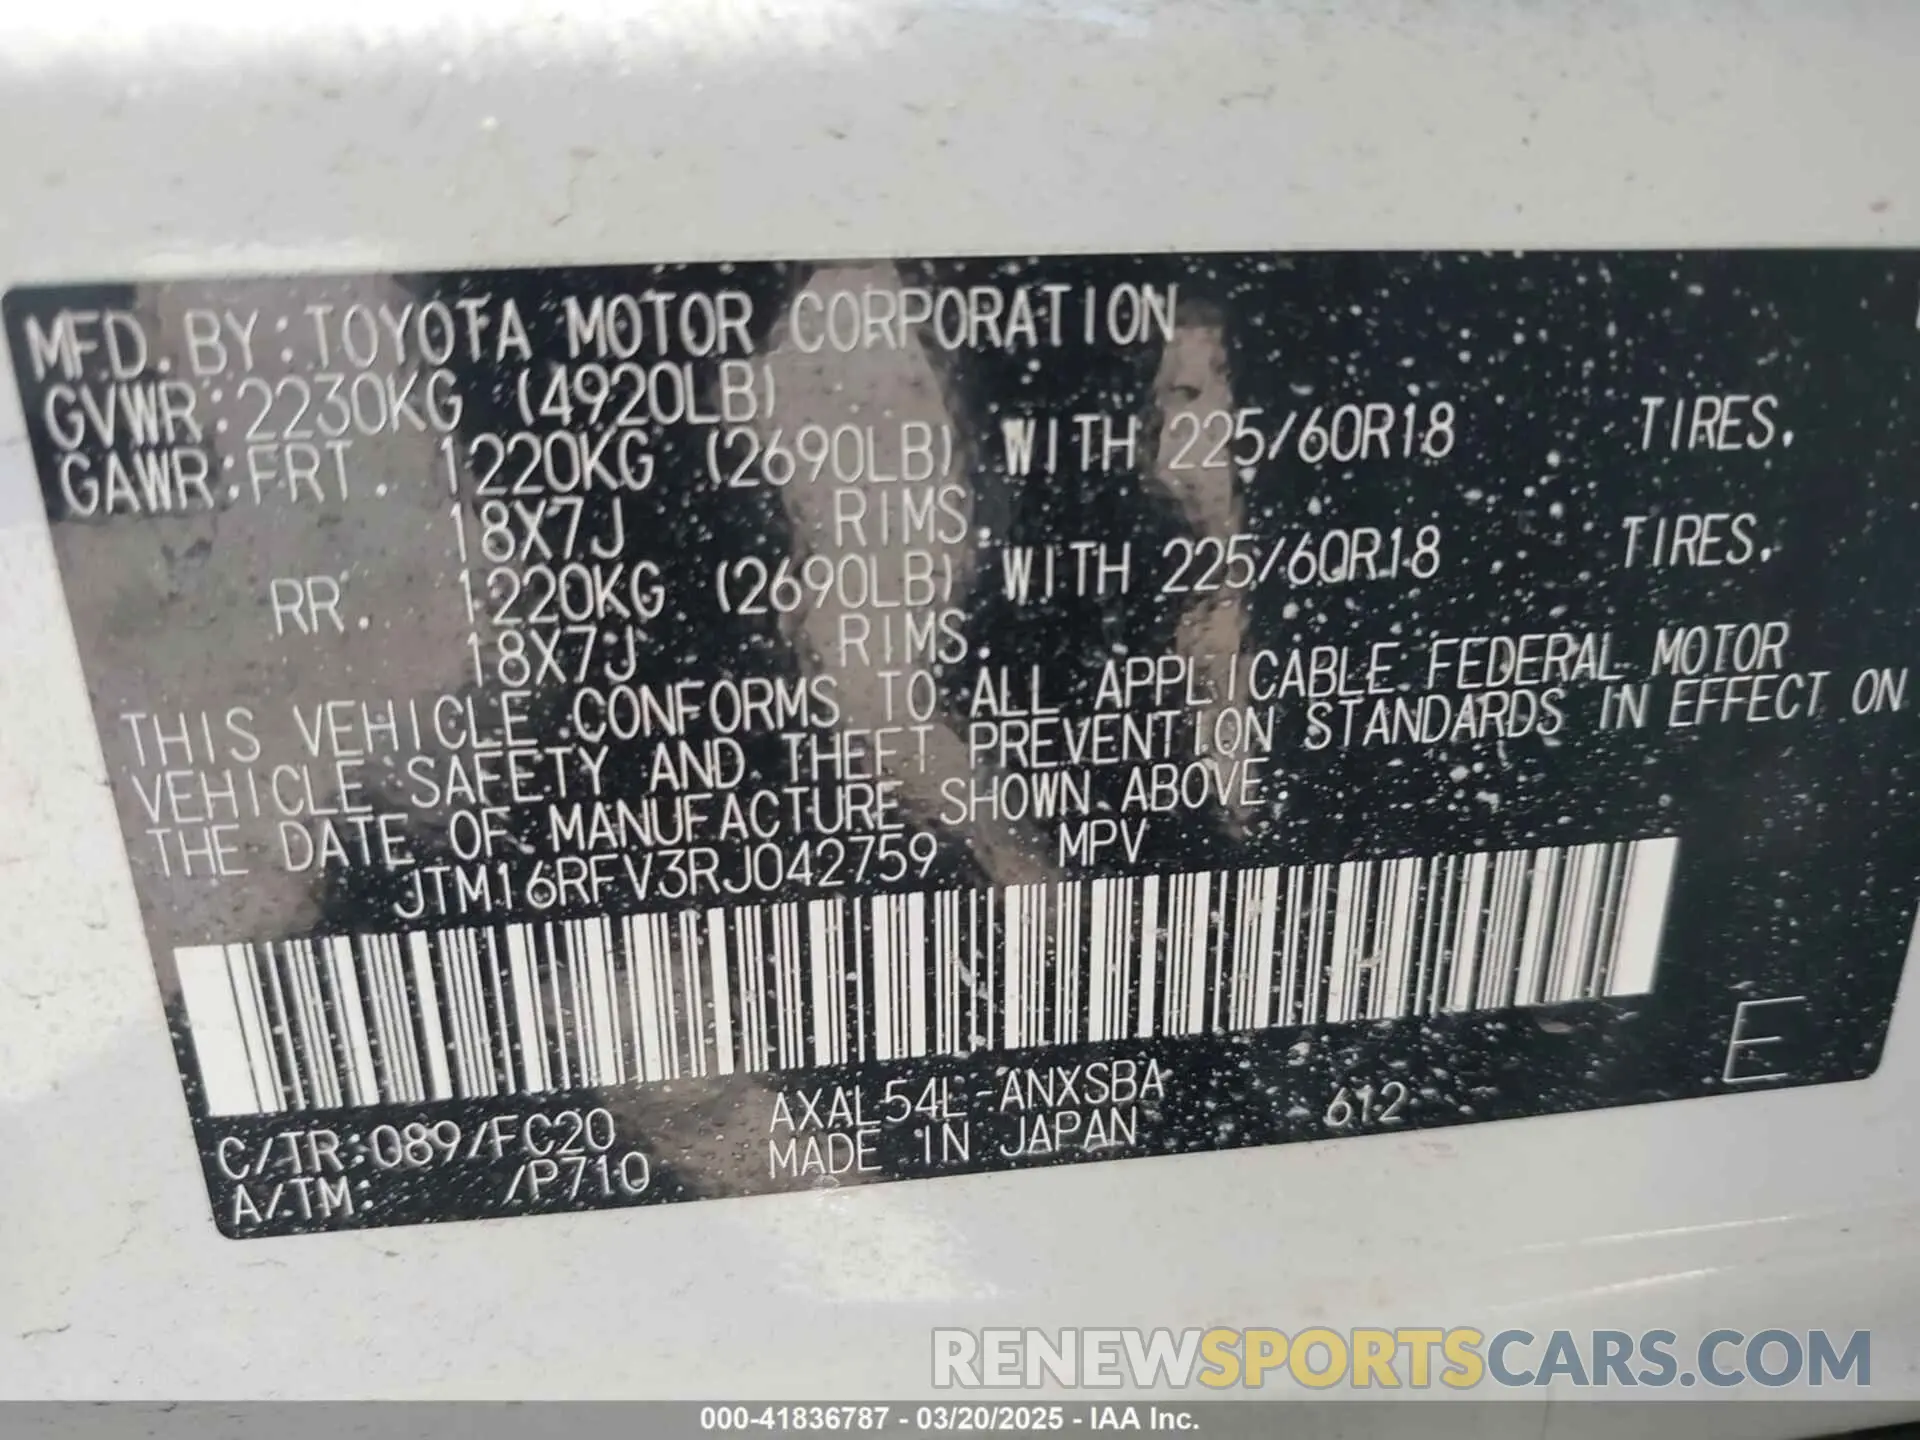 MFD. BY: TOYOTA MOTOR CORPORATION
GVWR: 2230KG (4920LB)
GAWR: FRT. 1220KG (2690LB) WITH 225/60R18 TIRES.
18X7J RIMS.
RR. 1220KG (2690LB) WITH 225/60R18 TIRES.
18X7J RIMS.
THIS VEHICLE CONFORMS TO ALL APPLICABLE FEDERAL MOTOR
VEHICLE SAFETY AND THEFT PREVENTION STANDARDS IN EFFECT ON
THE DATE OF MANUFACTURE SHOWN ABOVE.
JTM16RFV3RJ042759 MPV
C/TR: 089/FC20 AXAL54L-ANXSBA 612 E
A/TM: /P710 MADE IN JAPAN
RENEWSPORTSCARS.COM
000-41836787 - 03/20/2025 - IAA Inc.